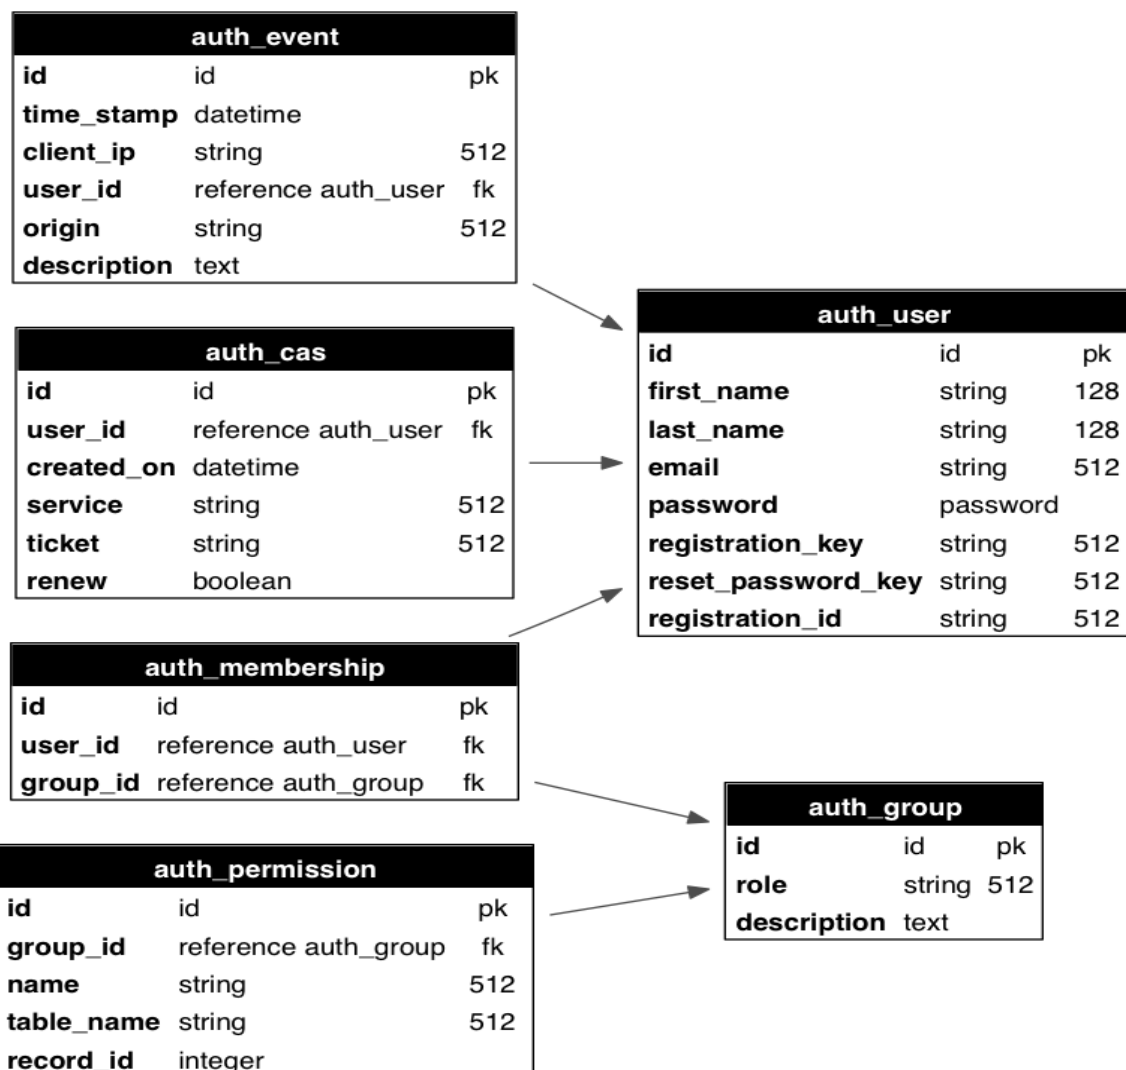 auth_event
id id pk
time_stamp datetime
client_ip string 512
user_id reference auth_user fk
origin string 512
description text
auth_cas
id id pk
user_id reference auth_user fk
created_on datetime
service string 512
ticket string 512
renew boolean
auth_membership
id id pk
user_id reference auth_user fk
group_id reference auth_group fk
auth_permission
id id pk
group_id reference auth_group fk
name string 512
table_name string 512
record_id integer
auth_user
id id pk
first_name string 128
last_name string 128
email string 512
password password
registration_key string 512
reset_password_key string 512
registration_id string 512
auth_group
id id pk
role string 512
description text